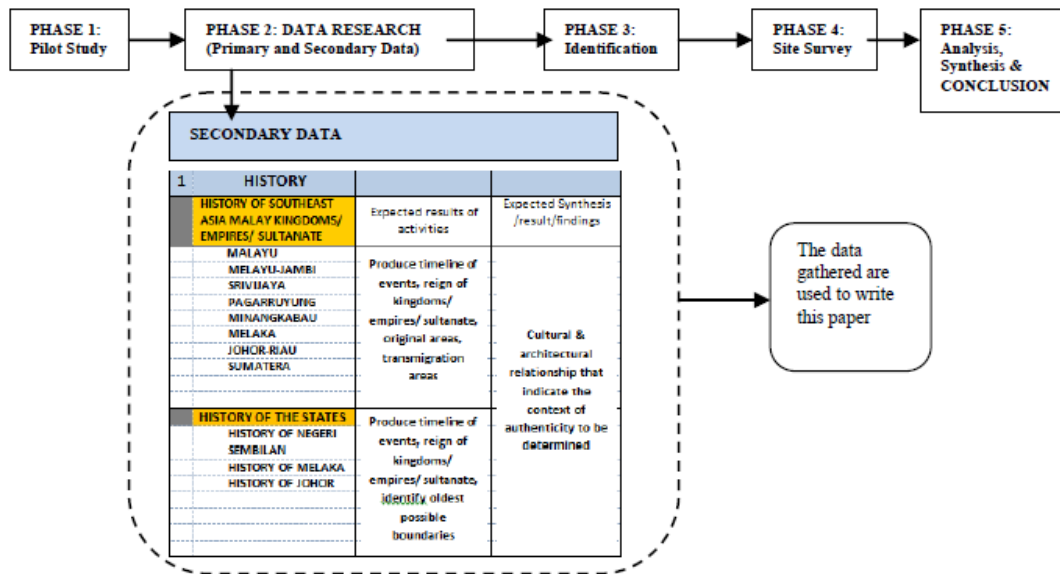 PHASE 1:
Pilot Study
PHASE 2: DATA RESEARCH
(Primary and Secondary Data)
PHASE 3:
Identification
PHASE 4:
Site Survey
PHASE 5:
Analysis,
Synthesis &
CONCLUSION
SECONDARY DATA
1 HISTORY
HISTORY OF SOUTHEAST
ASIA MALAY KINGDOMS/
EMPIRES/ SULTANATE
Expected results of
activities
Expected Synthesis
/result/findings
MALAYU
MELAYU-JAMBI
SRIVIJAYA
PAGARRUYUNG
MINANGKABAU
MELAKA
JOHOR-RIAU
SUMATERA
Produce timeline of
events, reign of
kingdoms/
empires/ sultanate,
original areas,
transmigration
areas
Cultural &
architectural
relationship that
indicate the
context of
authenticity to be
determined
HISTORY OF THE STATES
HISTORY OF NEGERI
SEMBILAN
HISTORY OF MELAKA
HISTORY OF JOHOR
Produce timeline of
events, reign of
kingdoms/
empires/ sultanate,
identify oldest
possible
boundaries
The data
gathered are
used to write
this paper